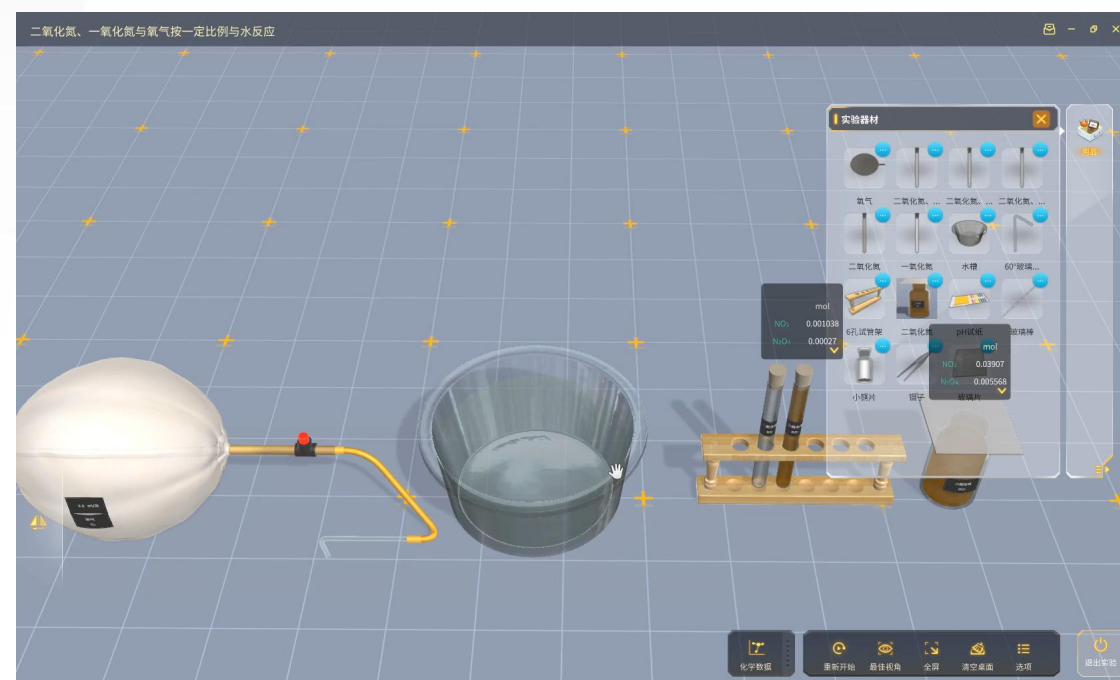 二氧化氮、一氧化氮与氧气按一定比例与水反应
实验器材
氧气
二氧化氮、...
二氧化氮、...
二氧化氮、...
二氧化氮
一氧化氮
水槽
60°玻璃...
6孔试管架
二氧化氮
pH试纸
玻璃棒
镊子
玻璃片
mol
NO₂ 0.001038
N₂O₄ 0.00027
mol
NO₂ 0.03907
N₂O₄ 0.005568
化学数据
重新开始
最佳视角
全屏
清空桌面
选项
退出实验